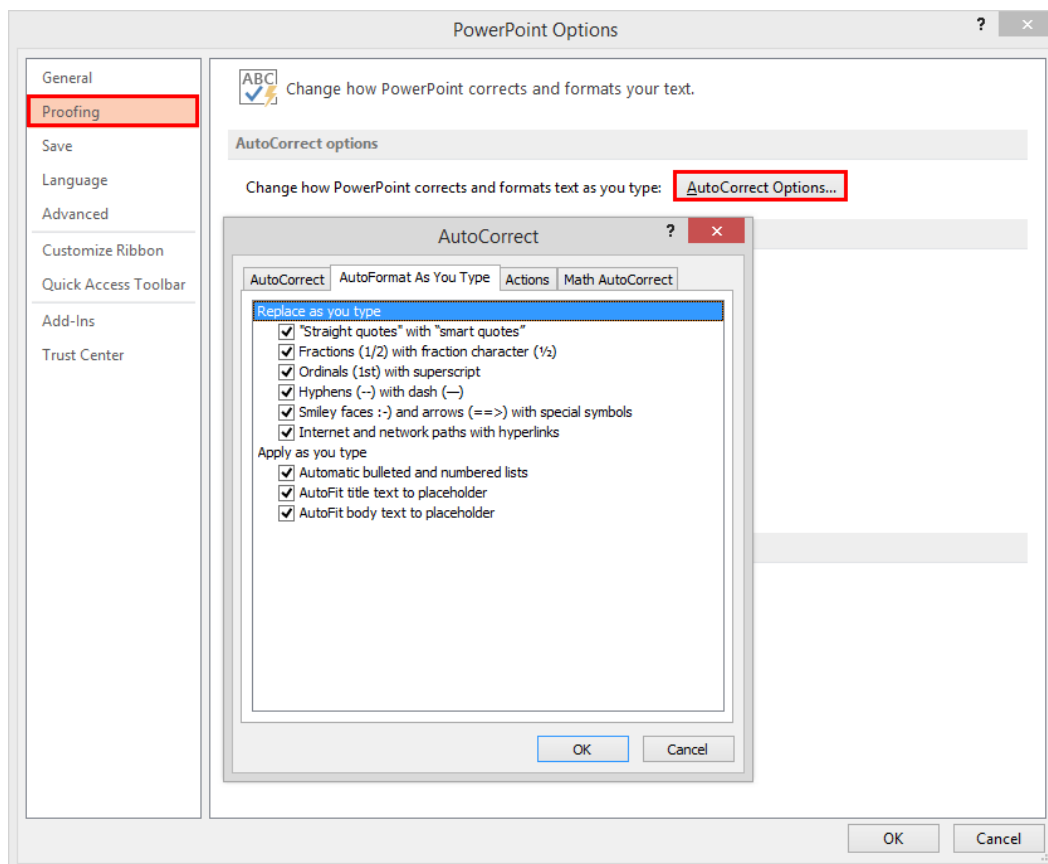 PowerPoint Options
?
General
Proofing
Save
Language
Advanced
Customize Ribbon
Quick Access Toolbar
Add-Ins
Trust Center
ABC
Change how PowerPoint corrects and formats your text.
AutoCorrect options
Change how PowerPoint corrects and formats text as you type: AutoCorrect Options...
AutoCorrect
?
AutoCorrect AutoFormat As You Type Actions Math AutoCorrect
Replace as you type
"Straight quotes" with “smart quotes”
Fractions (1/2) with fraction character (½)
Ordinals (1st) with superscript
Hyphens (--) with dash (—)
Smiley faces :-) and arrows (==>) with special symbols
Internet and network paths with hyperlinks
Apply as you type
Automatic bulleted and numbered lists
AutoFit title text to placeholder
AutoFit body text to placeholder
OK Cancel
OK Cancel